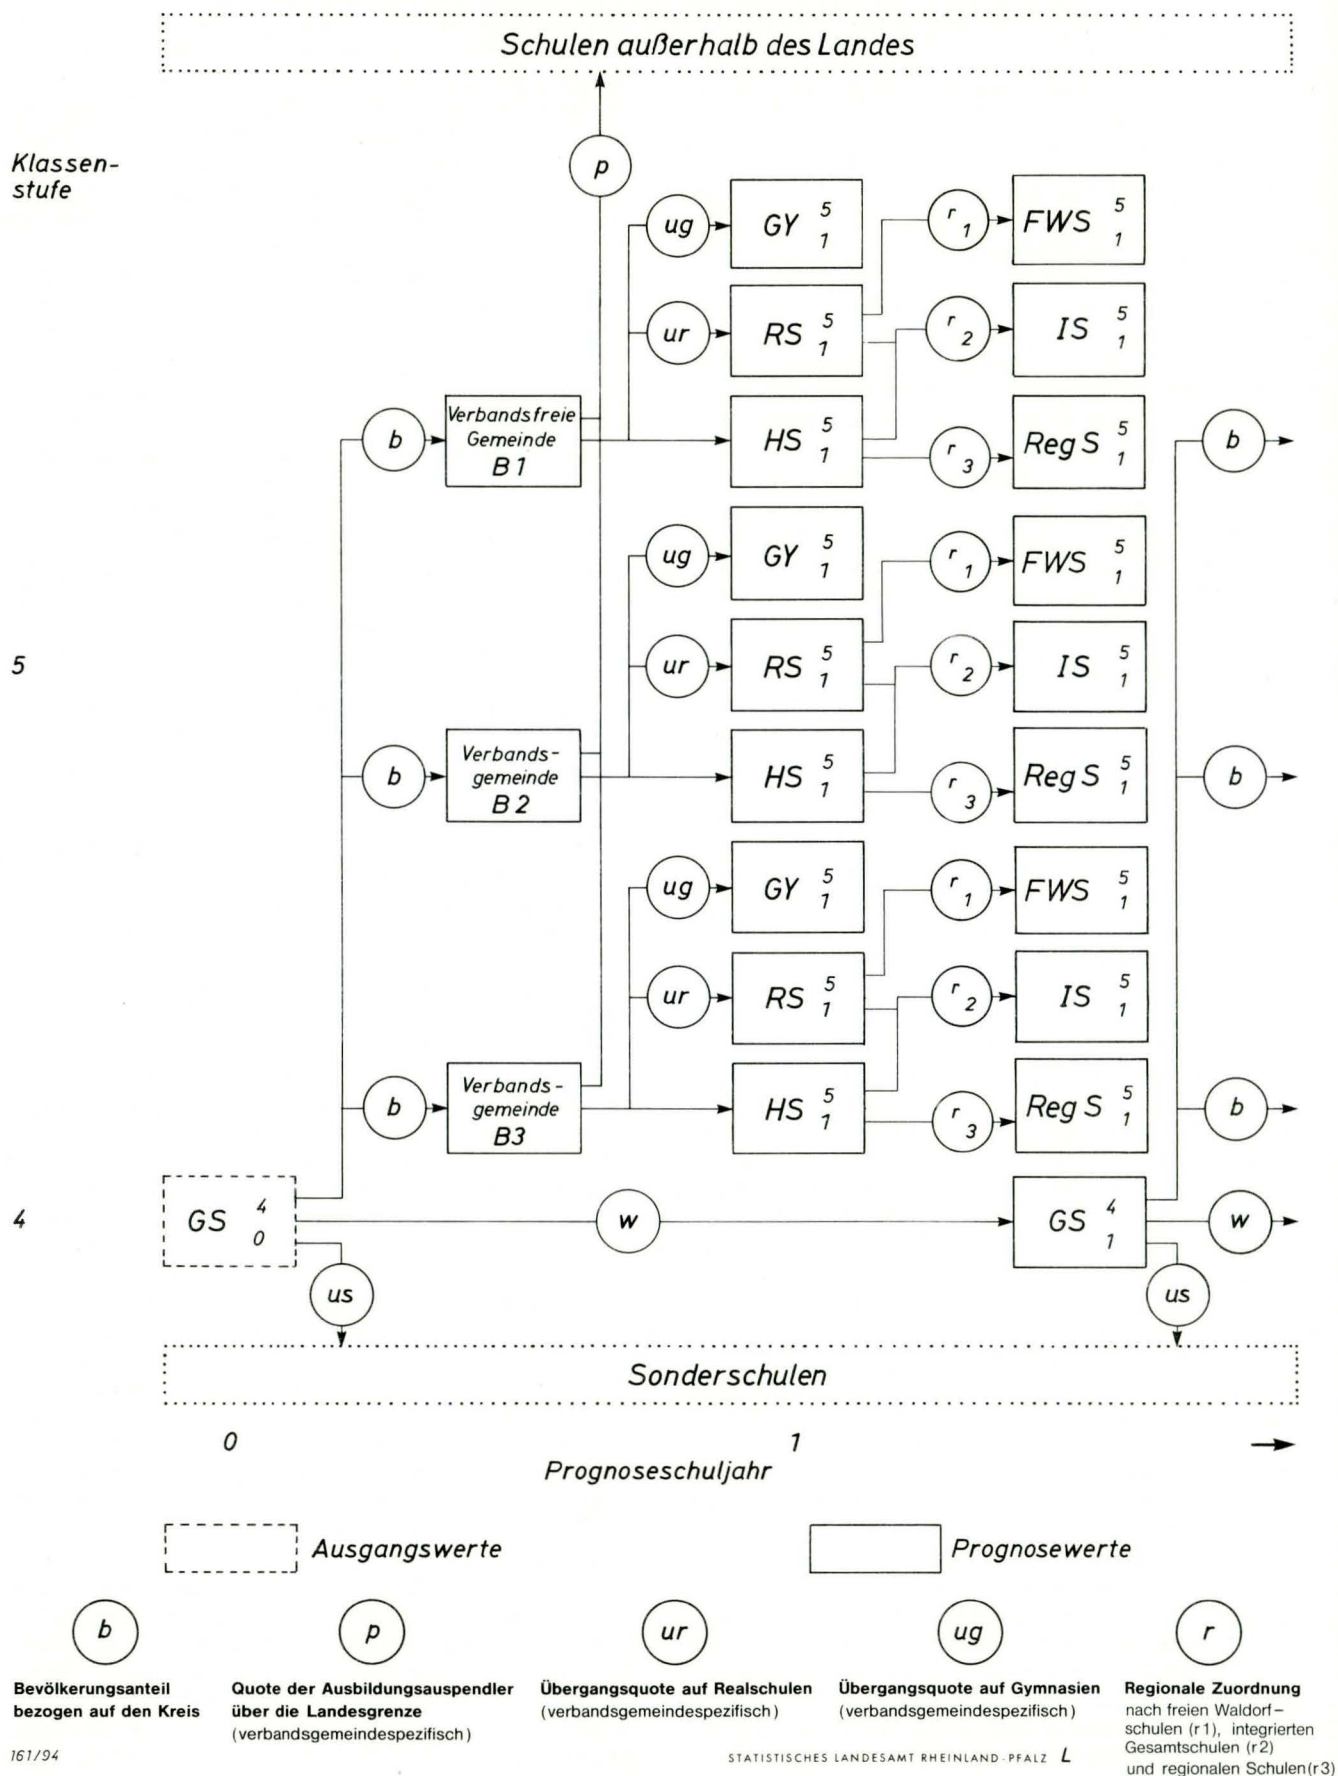 Schulen außerhalb des Landes
Klassen-
stufe
p
ug
GY 5 1
r 1
FWS 5 1
ur
RS 5 1
r 2
IS 5 1
b
Verbandsfreie
Gemeinde
B1
HS 5 1
r 3
Reg S 5 1
b
ug
GY 5 1
r 1
FWS 5 1
5
ur
RS 5 1
r 2
IS 5 1
b
Verbands-
gemeinde
B2
HS 5 1
r 3
Reg S 5 1
b
ug
GY 5 1
r 1
FWS 5 1
ur
RS 5 1
r 2
IS 5 1
b
Verbands-
gemeinde
B3
HS 5 1
r 3
Reg S 5 1
b
4
GS 4 0
w
GS 4 1
w
us
us
Sonderschulen
0
1
Prognoseschuljahr
Ausgangswerte
Prognosewerte
b
Bevölkerungsanteil
bezogen auf den Kreis
p
Quote der Ausbildungsauspendler
über die Landesgrenze
(verbandsgemeindespezifisch)
ur
Übergangsquote auf Realschulen
(verbandsgemeindespezifisch)
ug
Übergangsquote auf Gymnasien
(verbandsgemeindespezifisch)
r
Regionale Zuordnung
nach freien Waldorf-
schulen (r1), integrierten
Gesamtschulen (r2)
und regionalen Schulen(r3)
161/94
STATISTISCHES LANDESAMT RHEINLAND-PFALZ L